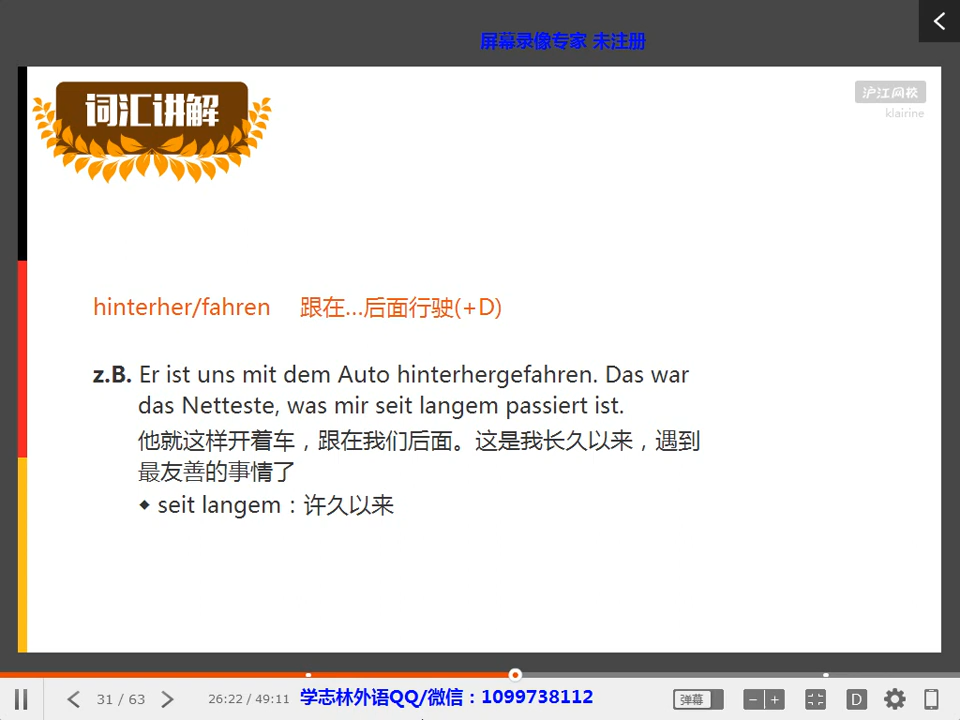 屏幕录像专家 未注册
词汇讲解
沪江网校
klairine
hinterher/fahren 跟在...后面行驶(+D)
z.B. Er ist uns mit dem Auto hinterhergefahren. Das war
das Netteste, was mir seit langem passiert ist.
他就这样开着车，跟在我们后面。这是我长久以来，遇到
最友善的事情了
◆ seit langem：许久以来
31 / 63
26:22 / 49:11
学志林外语QQ/微信：1099738112
弹幕
D